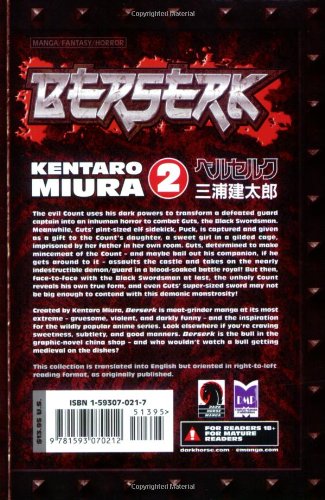 MANGA/FANTASY/HORROR
BERSERK
KENTARO
MIURA
2
ベルセルク
三浦建太郎
The evil Count uses his dark powers to transform a defeated guard
captain into an inhuman horror to combat Guts, the Black Swordsman.
Meanwhile, Guts' pint-sized elf sidekick, Puck, is captured and given
as a gift to the Count's daughter, a sweet girl in a gilded cage,
imprisoned by her father in her own room. Guts, determined to make
mincemeat of the Count – and maybe bail out his companion, if he
gets around to it – assaults the castle and takes on the nearly
indestructible demon/guard in a blood-soaked battle royal! But then,
face-to-face with the Black Swordsman at last, the unholy Count
reveals his own true form, and even Guts' super-sized sword may not
be big enough to contend with this demonic monstrosity!
Created by Kentaro Miura, Berserk is meat-grinder manga at its most
extreme – gruesome, violent, and darkly funny – and the inspiration
for the wildly popular anime series. Look elsewhere if you're craving
sweetness, subtlety, and good manners. Berserk is the bull in the
graphic-novel china shop – and who wouldn't watch a bull getting
medieval on the dishes?
This collection is translated into English but oriented in right-to-left
reading format, as originally published.
ISBN 1-59307-021-7
51395>
$13.95 U.S.
9 781593 070212
DARK
HORSE
MANGA
DMP
FOR READERS 18+
FOR MATURE
READERS
darkhorse.com
emanga.com